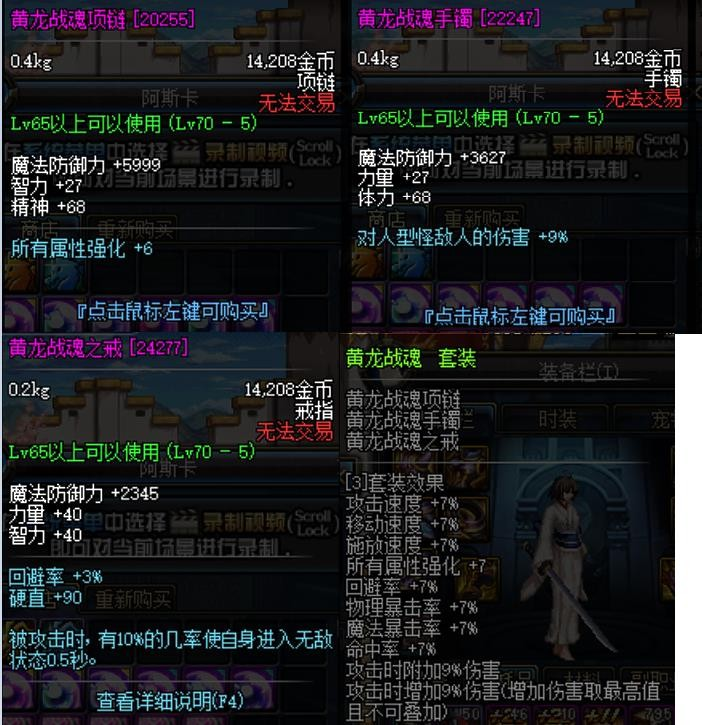 黄龙战魂项链 [20255]
0.4kg 14,208金币
项链
阿斯卡 无法交易
Lv65以上可以使用 (Lv70 - 5)
魔法防御力 +5999
智力 +27
精神 +68
所有属性强化 +6
『点击鼠标左键可购买』
黄龙战魂手镯 [22247]
0.4kg 14,208金币
手镯
阿斯卡 无法交易
Lv65以上可以使用 (Lv70 - 5)
魔法防御力 +3627
力量 +27
体力 +68
对人型怪敌人的伤害 +9%
『点击鼠标左键可购买』
黄龙战魂之戒 [24277]
0.2kg 14,208金币
戒指
无法交易
Lv65以上可以使用 (Lv70 - 5)
阿斯卡
魔法防御力 +2345
力量 +40
智力 +40
回避率 +3%
硬直 +90
被攻击时，有10%的几率使自身进入无敌
状态0.5秒。
查看详细说明(F4)
黄龙战魂 套装
装备栏(I)
黄龙战魂项链
黄龙战魂手镯
黄龙战魂之戒
时装
[3]套装效果
攻击速度 +7%
移动速度 +7%
施放速度 +7%
所有属性强化 +7
回避率 +7%
物理暴击率 +7%
魔法暴击率 +7%
命中率 +7%
攻击时附加9%伤害
攻击时增加9%伤害(增加伤害取最高值
且不可叠加)